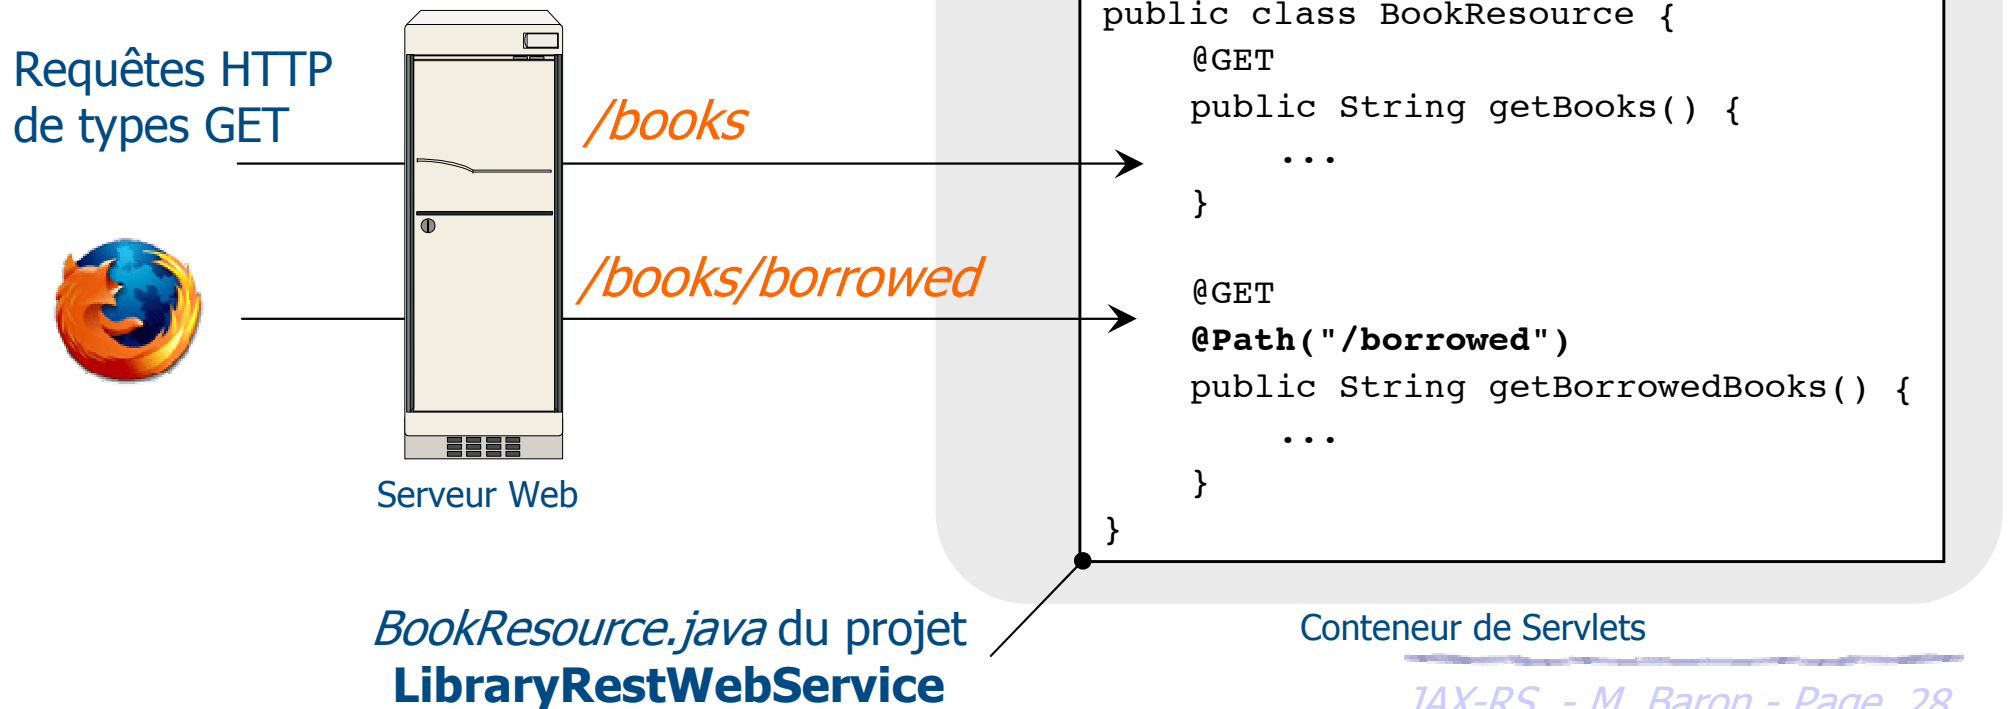 Requêtes HTTP
de types GET
/books
/books/borrowed
Serveur Web
public class BookResource {
@GET
public String getBooks() {
...
}
@GET
@Path("/borrowed")
public String getBorrowedBooks() {
...
}
}
BookResource.java du projet
LibraryRestWebService
Conteneur de Servlets
JAX-RS - M. Baron - Page 28